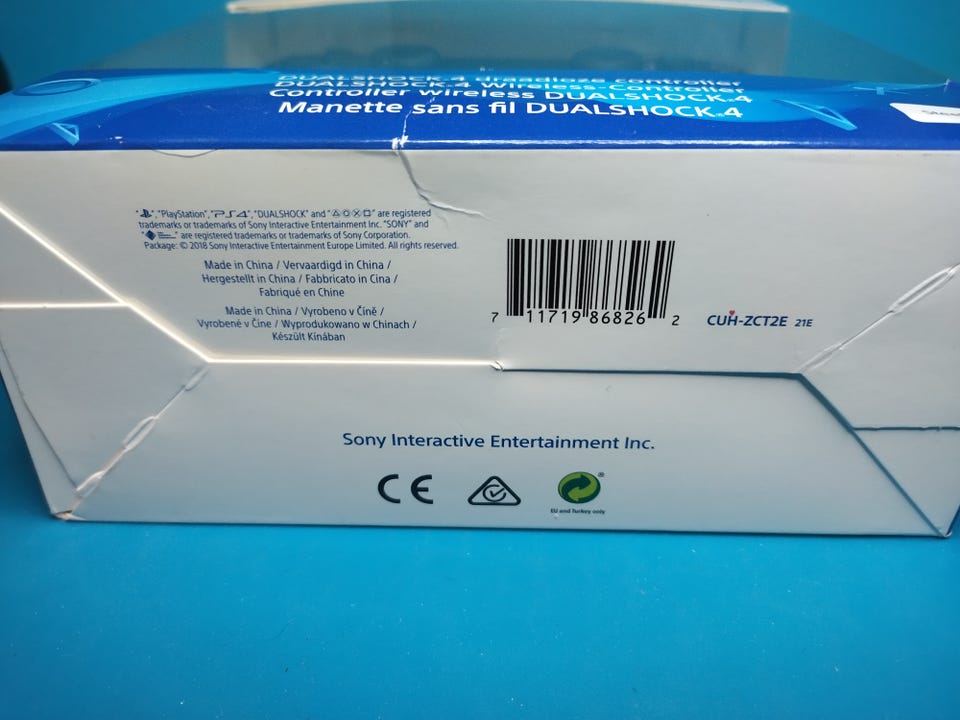 DUALSHOCK®4 draadloze controller
DUALSHOCK®4 Wireless-Controller
Controller wireless DUALSHOCK®4
Manette sans fil DUALSHOCK®4
" ", "PlayStation", "PS4", "DUALSHOCK" and "△○✕□" are registered
trademarks or trademarks of Sony Interactive Entertainment Inc. "SONY" and
" " are registered trademarks or trademarks of Sony Corporation.
Package: © 2018 Sony Interactive Entertainment Europe Limited. All rights reserved.
Made in China / Vervaardigd in China /
Hergestellt in China / Fabbricato in Cina /
Fabriqué en Chine
Made in China / Vyrobeno v Číně /
Vyrobené v Číne / Wyprodukowano w Chinach /
Készült Kínában
7 11719 86826 2
CUH-ZCT2E 21E
Sony Interactive Entertainment Inc.
CE
EU and Turkey only